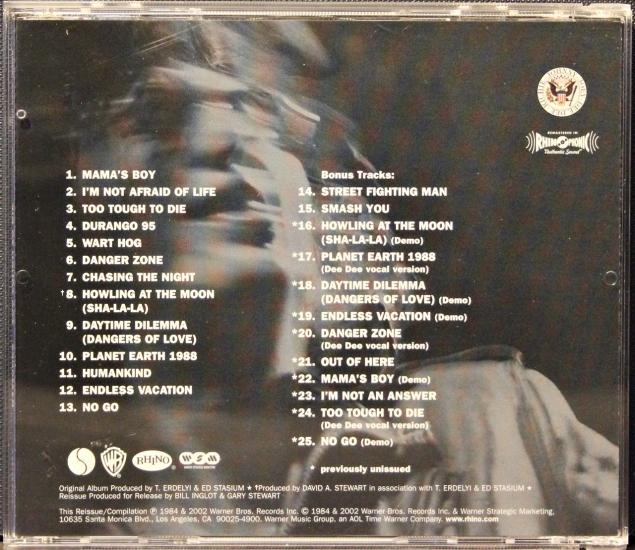 REMASTERED IN
RHINOPHONIC
"Authentic Sound"
1. MAMA'S BOY
2. I'M NOT AFRAID OF LIFE
3. TOO TOUGH TO DIE
4. DURANGO 95
5. WART HOG
6. DANGER ZONE
7. CHASING THE NIGHT
†8. HOWLING AT THE MOON
(SHA-LA-LA)
9. DAYTIME DILEMMA
(DANGERS OF LOVE)
10. PLANET EARTH 1988
11. HUMANKIND
12. ENDLESS VACATION
13. NO GO
Bonus Tracks:
14. STREET FIGHTING MAN
15. SMASH YOU
*16. HOWLING AT THE MOON
(SHA-LA-LA) (Demo)
*17. PLANET EARTH 1988
(Dee Dee vocal version)
*18. DAYTIME DILEMMA
(DANGERS OF LOVE) (Demo)
*19. ENDLESS VACATION (Demo)
*20. DANGER ZONE
(Dee Dee vocal version)
*21. OUT OF HERE
*22. MAMA'S BOY (Demo)
*23. I'M NOT AN ANSWER
*24. TOO TOUGH TO DIE
(Dee Dee vocal version)
*25. NO GO (Demo)
* previously unissued
RHINO
WSM
Original Album Produced by T. ERDELYI & ED STASIUM ★ †Produced by DAVID A. STEWART in association with T. ERDELYI & ED STASIUM ★
Reissue Produced for Release by BILL INGLOT & GARY STEWART
This Reissue/Compilation ℗ 1984 & 2002 Warner Bros. Records Inc. © 1984 & 2002 Warner Bros. Records Inc. & Warner Strategic Marketing,
10635 Santa Monica Blvd., Los Angeles, CA 90025-4900. Warner Music Group, an AOL Time Warner Company. www.rhino.com